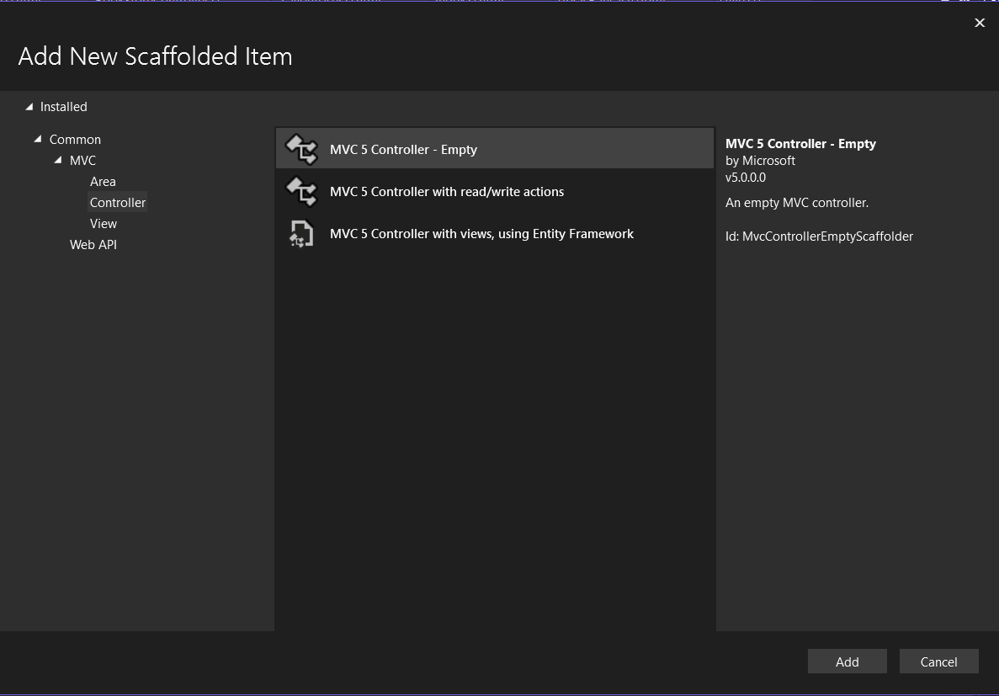 Add New Scaffolded Item
Installed
Common
MVC
Area
Controller
View
Web API
MVC 5 Controller - Empty
MVC 5 Controller with read/write actions
MVC 5 Controller with views, using Entity Framework
MVC 5 Controller - Empty
by Microsoft
v5.0.0.0
An empty MVC controller.
Id: MvcControllerEmptyScaffolder
Add
Cancel